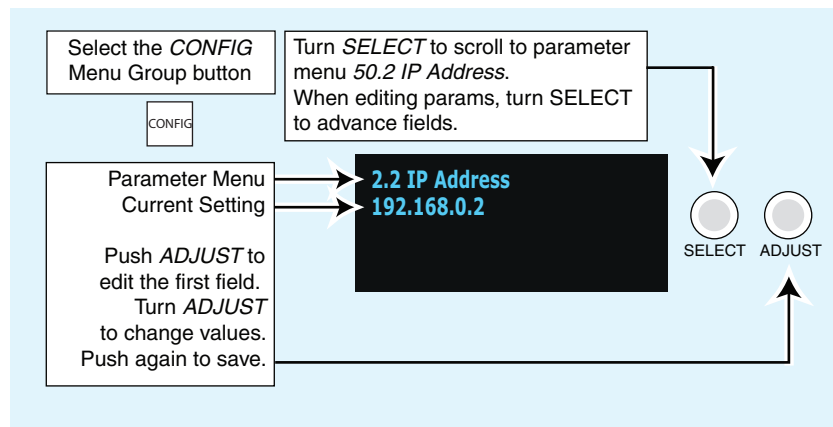 Select the CONFIG
Menu Group button
CONFIG
Turn SELECT to scroll to parameter
menu 50.2 IP Address.
When editing params, turn SELECT
to advance fields.
Parameter Menu
Current Setting
Push ADJUST to
edit the first field.
Turn ADJUST
to change values.
Push again to save.
2.2 IP Address
192.168.0.2
SELECT
ADJUST